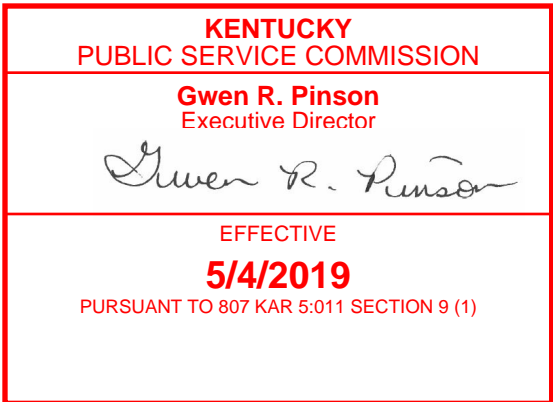 KENTUCKY
PUBLIC SERVICE COMMISSION
Gwen R. Pinson
Executive Director
Gwen R. Pinson
EFFECTIVE
5/4/2019
PURSUANT TO 807 KAR 5:011 SECTION 9 (1)